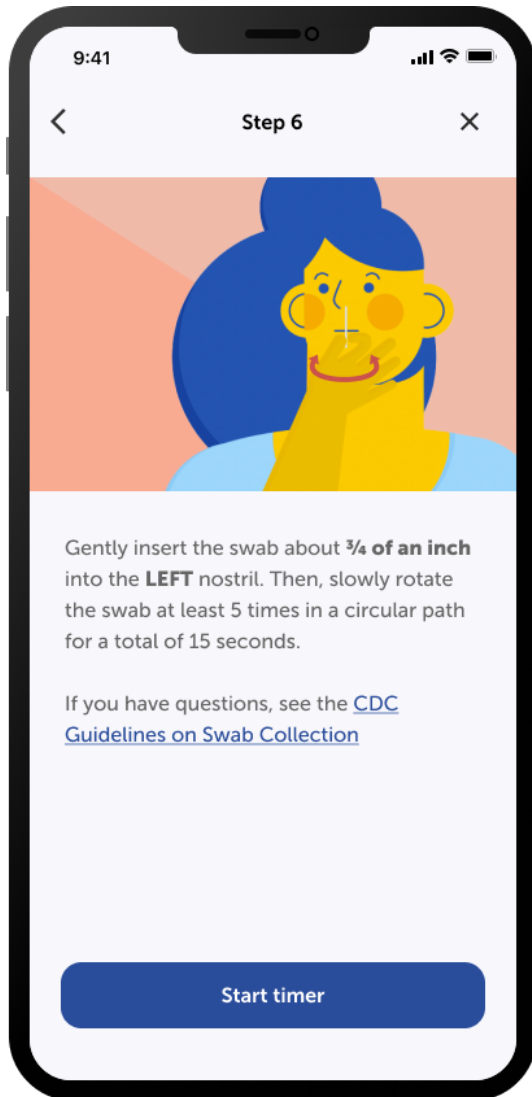 9:41
Step 6
Gently insert the swab about ¾ of an inch
into the LEFT nostril. Then, slowly rotate
the swab at least 5 times in a circular path
for a total of 15 seconds.
If you have questions, see the CDC
Guidelines on Swab Collection
Start timer